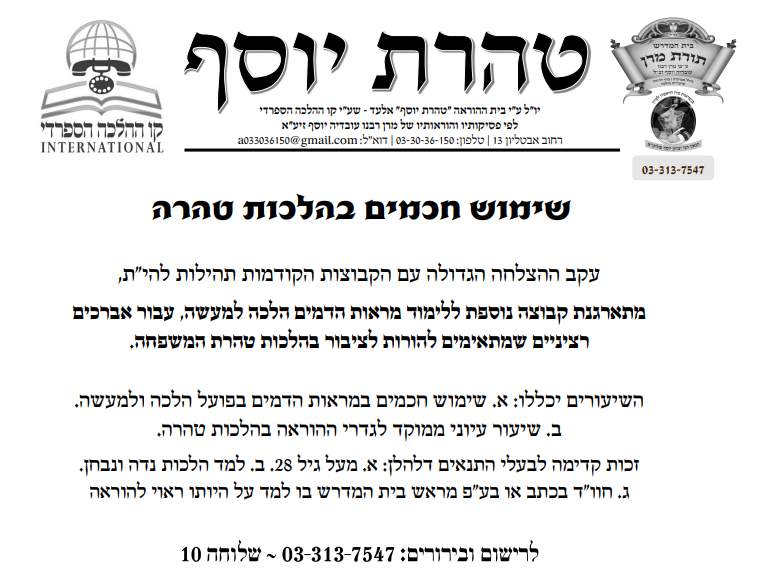 טהרת יוסף
יו"ל ע"י בית ההוראה "טהרת יוסף" אלעד - שע"י קו ההלכה הספרדי
לפי פסיקותיו והוראותיו של מרן רבנו עובדיה יוסף זיע"א
רחוב אבטליון 13 | טלפון: 03-30-36-150 | דוא"ל: a033036150@gmail.com
קו ההלכה הספרדי
INTERNATIONAL
בית המדרש
תורת מרן
03-313-7547
שימוש חכמים בהלכות טהרה
עקב ההצלחה הגדולה עם הקבוצות הקודמות תהילות להי"ת,
מתארגנת קבוצה נוספת ללימוד מראות הדמים הלכה למעשה, עבור אברכים
רציניים שמתאימים להורות לציבור בהלכות טהרת המשפחה.
השיעורים יכללו: א. שימוש חכמים במראות הדמים בפועל הלכה ולמעשה.
ב. שיעור עיוני ממוקד לגדרי ההוראה בהלכות טהרה.
זכות קדימה לבעלי התנאים דלהלן: א. מעל גיל 28. ב. למד הלכות נדה ונבחן.
ג. חוו"ד בכתב או בע"פ מראש בית המדרש בו למד על היותו ראוי להוראה
לרישום ובירורים: 03-313-7547 ~ שלוחה 10